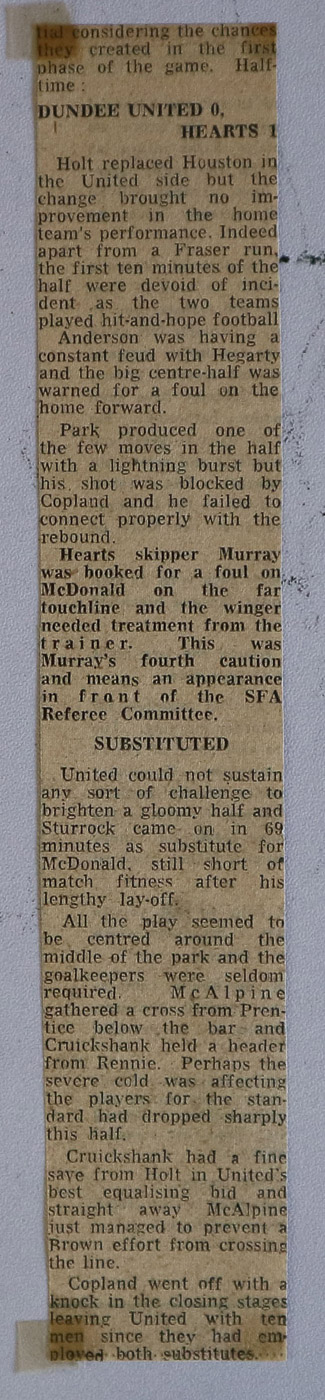 tial considering the chances
they created in the first
phase of the game. Half-
time :
DUNDEE UNITED 0,
HEARTS 1
Holt replaced Houston in
the United side but the
change brought no im-
provement in the home
team's performance. Indeed
apart from a Fraser run,
the first ten minutes of the
half were devoid of inci-
dent as the two teams
played hit-and-hope football
Anderson was having a
constant feud with Hegarty
and the big centre-half was
warned for a foul on the
home forward.
Park produced one of
the few moves in the half
with a lightning burst but
his shot was blocked by
Copland and he failed to
connect properly with the
rebound.
Hearts skipper Murray
was booked for a foul on
McDonald on the far
touchline and the winger
needed treatment from the
trainer. This was
Murray's fourth caution
and means an appearance
in front of the SFA
Referee Committee.
SUBSTITUTED
United could not sustain
any sort of challenge to
brighten a gloomy half and
Sturrock came on in 69
minutes as substitute for
McDonald, still short of
match fitness after his
lengthy lay-off.
All the play seemed to
be centred around the
middle of the park and the
goalkeepers were seldom
required. McAlpine
gathered a cross from Pren-
tice below the bar and
Cruickshank held a header
from Rennie. Perhaps the
severe cold was affecting
the players for the stan-
dard had dropped sharply
this half.
Cruickshank had a fine
save from Holt in United's
best equalising bid and
straight away McAlpine
just managed to prevent a
Brown effort from crossing
the line.
Copland went off with a
knock in the closing stages
leaving United with ten
men since they had em-
ployed both substitutes.